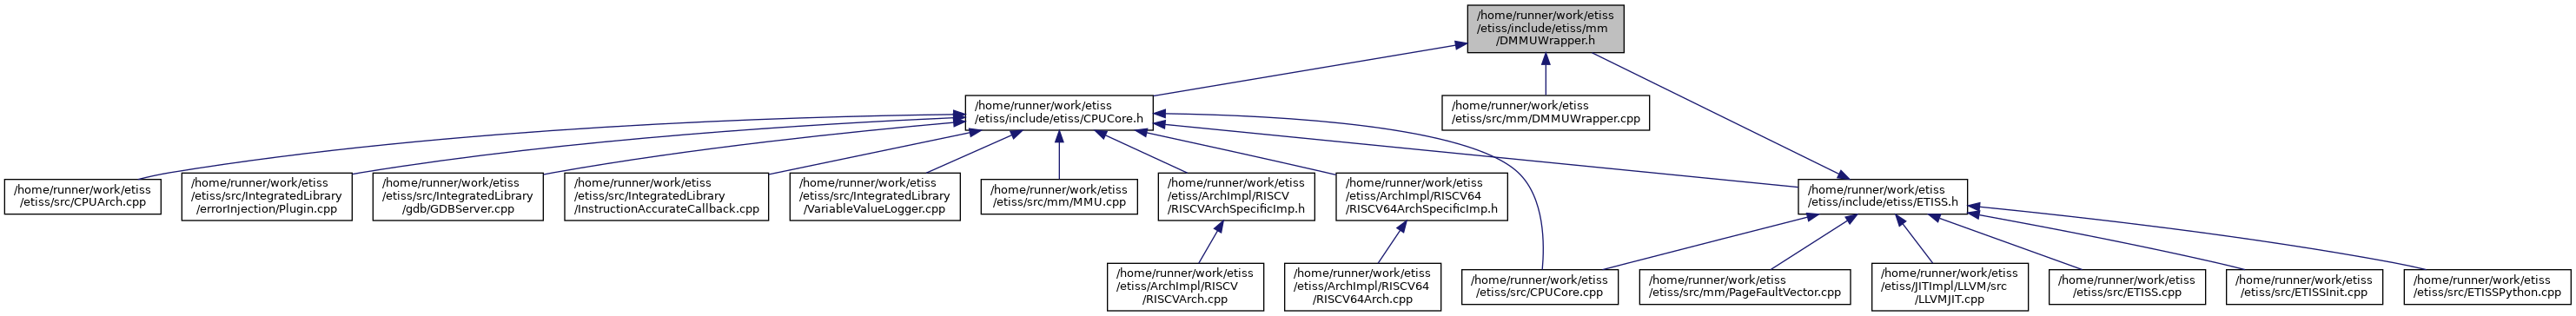 /home/runner/work/etiss
/etiss/include/etiss/mm
/DMMUWrapper.h
/home/runner/work/etiss
/etiss/include/etiss/CPUCore.h
/home/runner/work/etiss
/etiss/src/mm/DMMUWrapper.cpp
/home/runner/work/etiss
/etiss/src/CPUArch.cpp
/home/runner/work/etiss
/etiss/src/IntegratedLibrary
/errorInjection/Plugin.cpp
/home/runner/work/etiss
/etiss/src/IntegratedLibrary
/gdb/GDBServer.cpp
/home/runner/work/etiss
/etiss/src/IntegratedLibrary
/InstructionAccurateCallback.cpp
/home/runner/work/etiss
/etiss/src/IntegratedLibrary
/VariableValueLogger.cpp
/home/runner/work/etiss
/etiss/src/mm/MMU.cpp
/home/runner/work/etiss
/etiss/ArchImpl/RISCV
/RISCVArchSpecificImp.h
/home/runner/work/etiss
/etiss/ArchImpl/RISCV64
/RISCV64ArchSpecificImp.h
/home/runner/work/etiss
/etiss/include/etiss/ETISS.h
/home/runner/work/etiss
/etiss/ArchImpl/RISCV
/RISCVArch.cpp
/home/runner/work/etiss
/etiss/ArchImpl/RISCV64
/RISCV64Arch.cpp
/home/runner/work/etiss
/etiss/src/CPUCore.cpp
/home/runner/work/etiss
/etiss/src/mm/PageFaultVector.cpp
/home/runner/work/etiss
/etiss/JITImpl/LLVM/src
/LLVMJIT.cpp
/home/runner/work/etiss
/etiss/src/ETISS.cpp
/home/runner/work/etiss
/etiss/src/ETISSInit.cpp
/home/runner/work/etiss
/etiss/src/ETISSPython.cpp